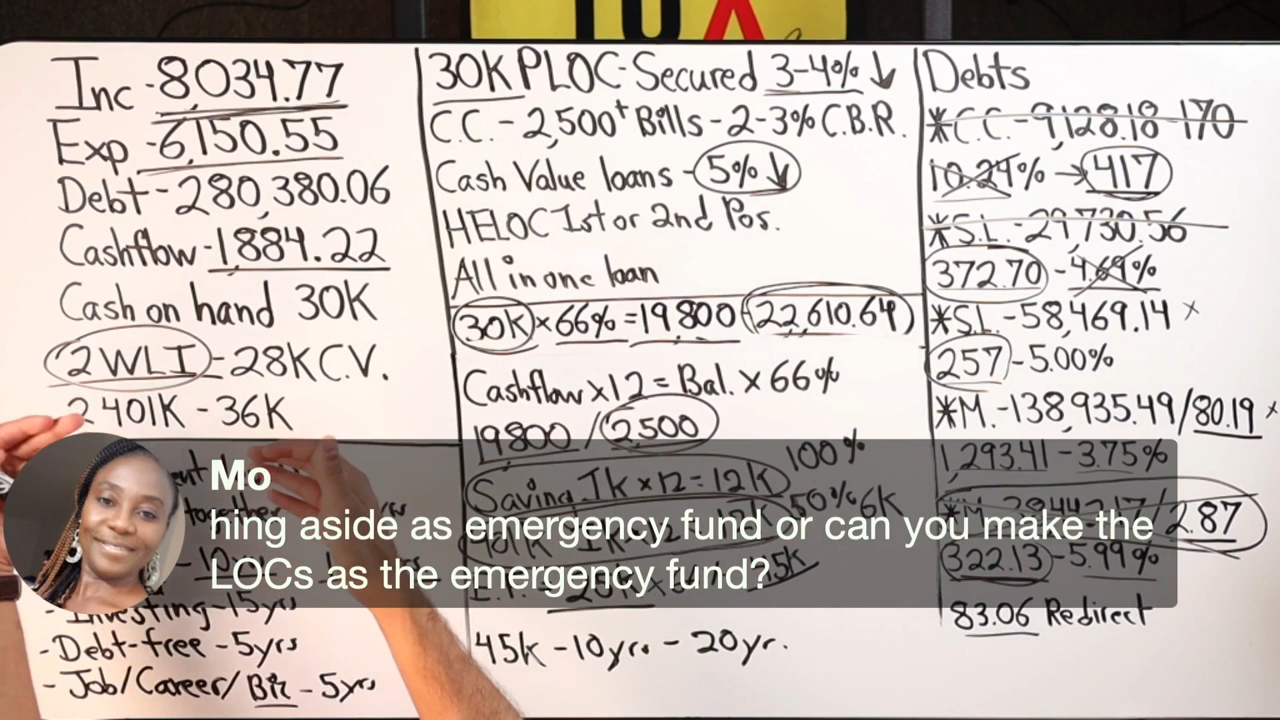 Inc - 8,034.77
Exp - 6,150.55
Debt - 280,380.06
Cashflow - 1,884.22
Cash on hand 30K
2 WLI = 28K C.V.
2 401K - 36K
- Investing - 15yrs
- Debt-free - 5yrs
- Job/Career/Biz - 5yrs
30K PLOC - Secured 3-4% ↓
C.C. - 2,500+ Bills - 2-3% C.B.R.
Cash Value loans - 5% ↓
HELOC 1st or 2nd Pos.
All in one loan
30K × 66% = 19,800 - 22,610.64
Cashflow × 12 = Bal. × 66%
19800 / 2,500
100%
Saving 1k × 12 = 12k
50% 6k
45k - 10yrs - 20yr.
Debts
*C.C. - 9,128.18 - 170
10.24% → 417
*S.L. - 29,730.56
372.70 - 4.69%
*S.L. - 58,469.14 ×
257 - 5.00%
*M. - 138,935.49 / 80.19 ×
1,293.41 - 3.75%
2.87
322.13 - 5.99%
83.06 Redirect
Mo
hing aside as emergency fund or can you make the
LOCs as the emergency fund?